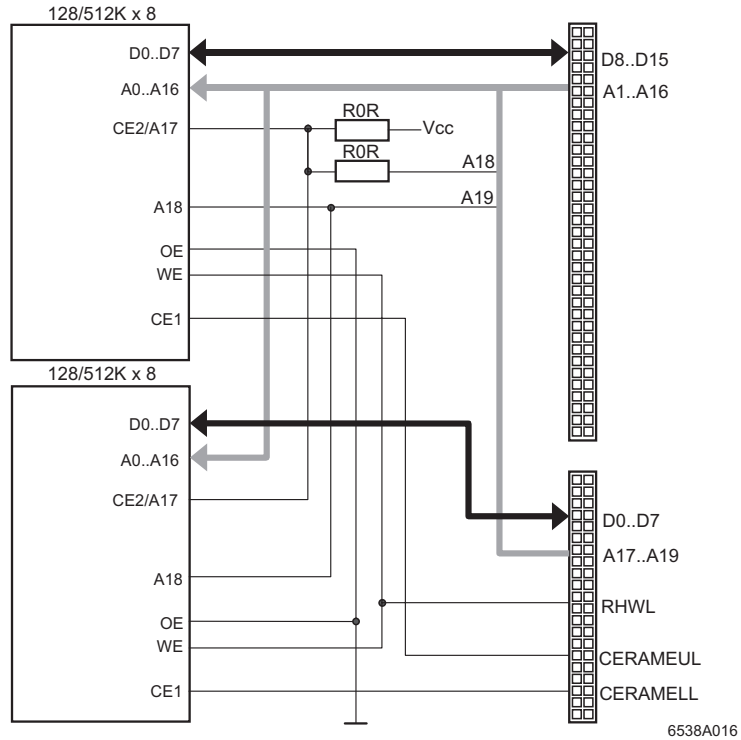 128/512K x 8
D0..D7
D8..D15
A0..A16
A1..A16
R0R
CE2/A17
Vcc
R0R
A18
A18
A19
OE
WE
CE1
128/512K x 8
D0..D7
A0..A16
CE2/A17
D0..D7
A17..A19
A18
RHWL
OE
WE
CERAMEUL
CE1
CERAMELL
6538A016